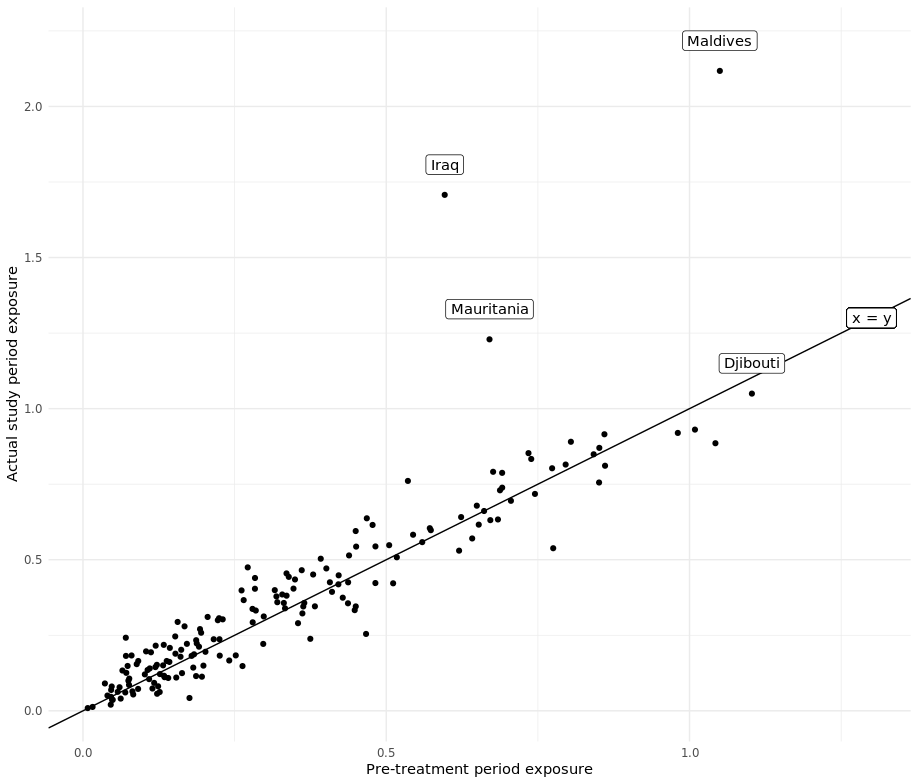 Maldives
2.0
Iraq
1.5
Mauritania
x = y
Djibouti
1.0
0.5
0.0
Actual study period exposure
0.0 0.5 1.0
Pre-treatment period exposure